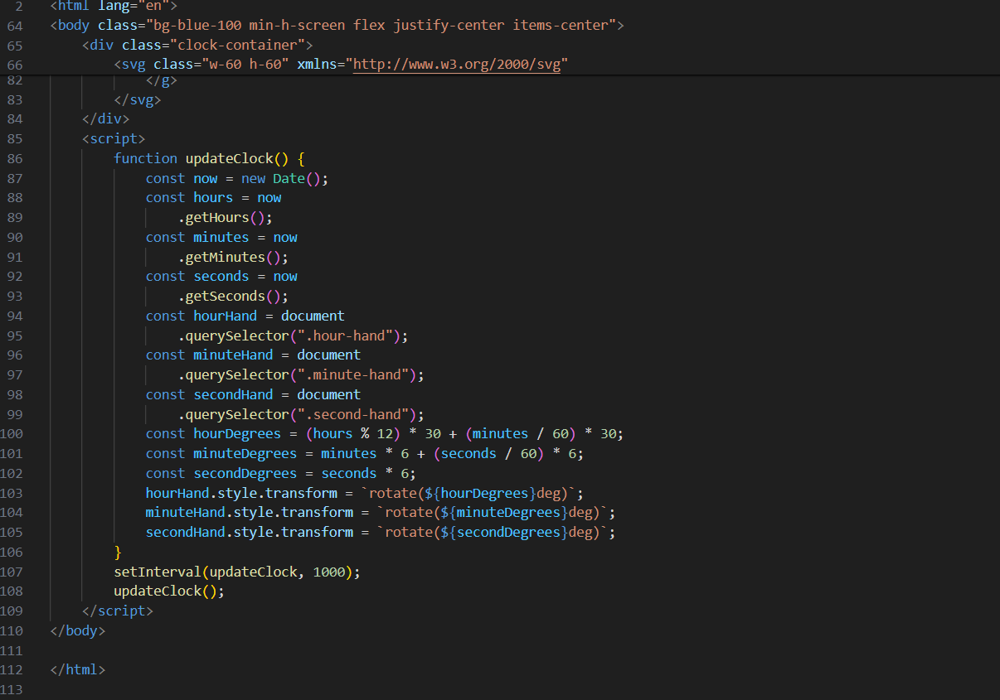 2 <html lang="en">
64 <body class="bg-blue-100 min-h-screen flex justify-center items-center">
65 <div class="clock-container">
66 <svg class="w-60 h-60" xmlns="http://www.w3.org/2000/svg"
82 </g>
83 </svg>
84 </div>
85 <script>
86 function updateClock() {
87 const now = new Date();
88 const hours = now
89 .getHours();
90 const minutes = now
91 .getMinutes();
92 const seconds = now
93 .getSeconds();
94 const hourHand = document
95 .querySelector(".hour-hand");
96 const minuteHand = document
97 .querySelector(".minute-hand");
98 const secondHand = document
99 .querySelector(".second-hand");
100 const hourDegrees = (hours % 12) * 30 + (minutes / 60) * 30;
101 const minuteDegrees = minutes * 6 + (seconds / 60) * 6;
102 const secondDegrees = seconds * 6;
103 hourHand.style.transform = `rotate(${hourDegrees}deg)`;
104 minuteHand.style.transform = `rotate(${minuteDegrees}deg)`;
105 secondHand.style.transform = `rotate(${secondDegrees}deg)`;
106 }
107 setInterval(updateClock, 1000);
108 updateClock();
109 </script>
110 </body>
111
112 </html>
113